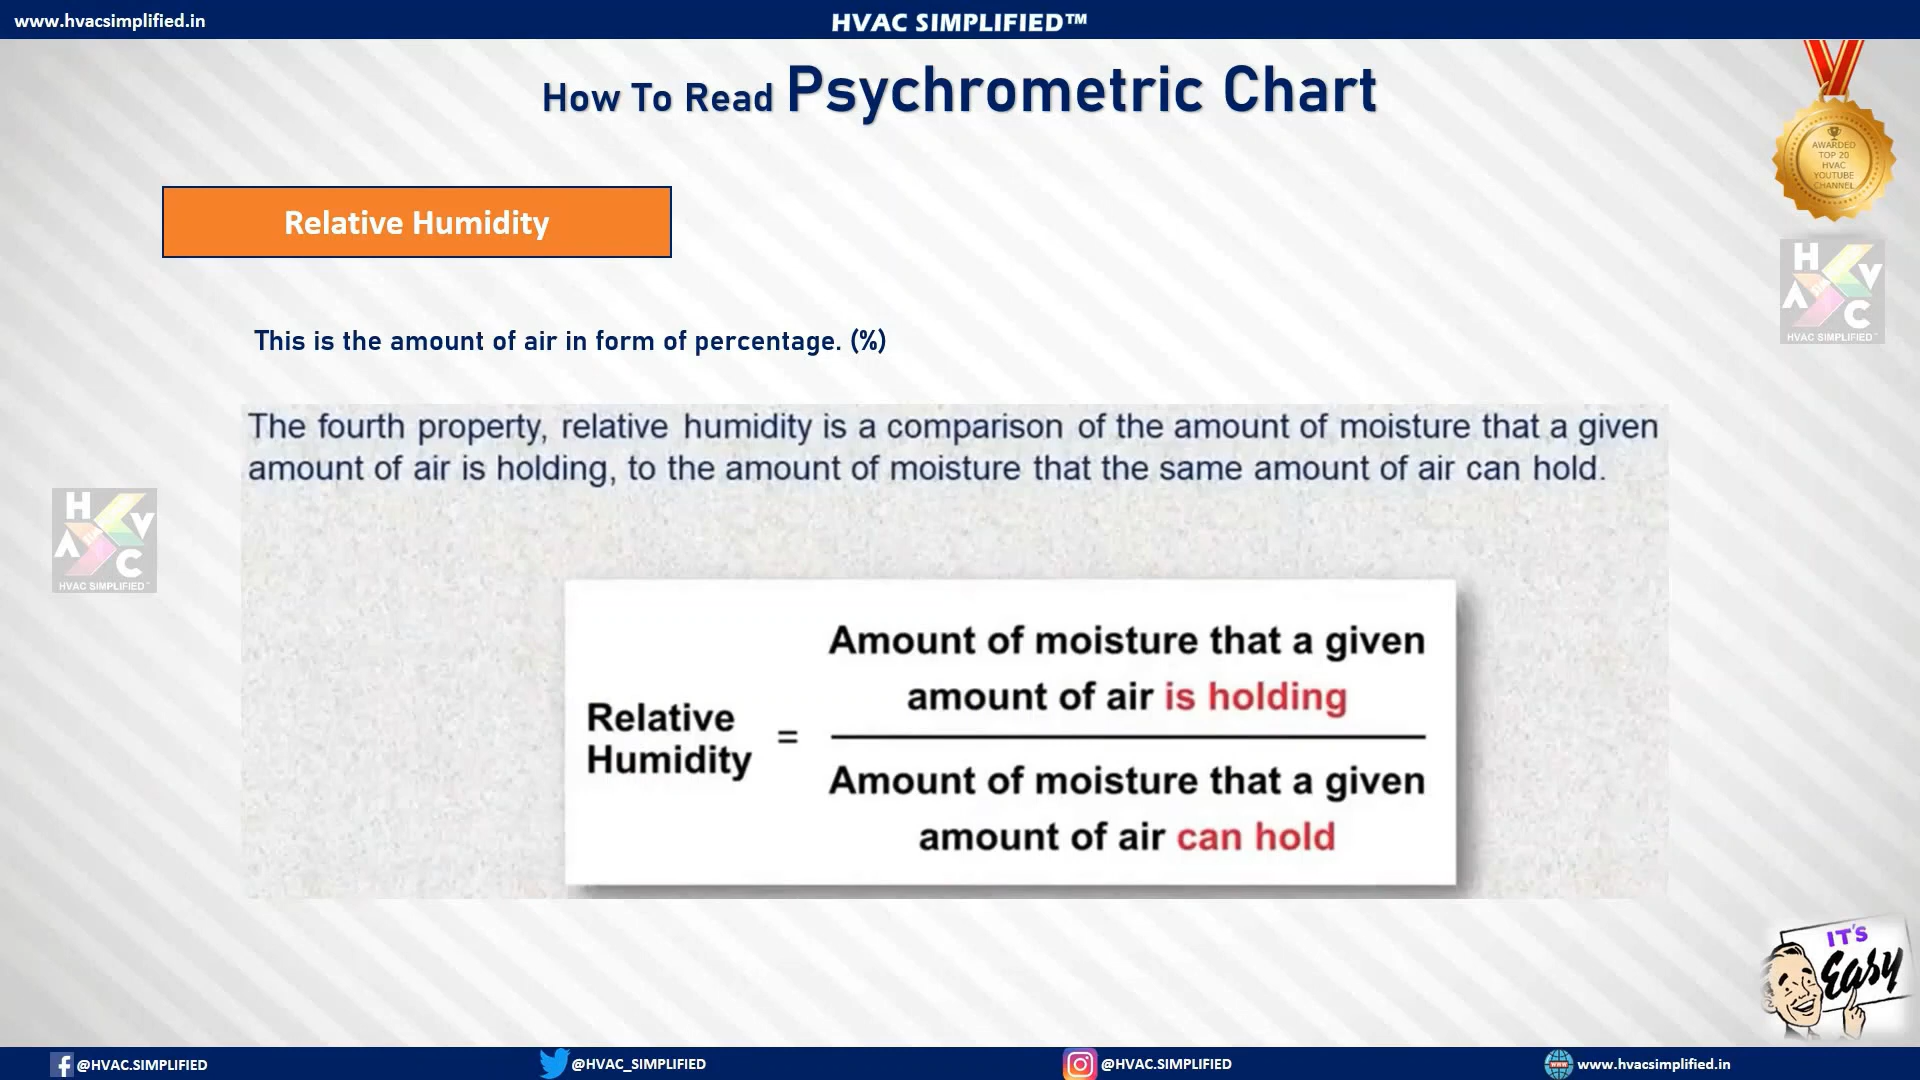 www.hvacsimplified.in
HVAC SIMPLIFIED™
How To Read Psychrometric Chart
AWARDED
TOP 20
HVAC
YOUTUBE
CHANNEL
Relative Humidity
H
V
A
C
HVAC SIMPLIFIED™
This is the amount of air in form of percentage. (%)
The fourth property, relative humidity is a comparison of the amount of moisture that a given
amount of air is holding, to the amount of moisture that the same amount of air can hold.
H
V
A
C
HVAC SIMPLIFIED™
Amount of moisture that a given
amount of air is holding
Relative
Humidity
=
Amount of moisture that a given
amount of air can hold
IT'S
Easy
@HVAC.SIMPLIFIED
@HVAC_SIMPLIFIED
@HVAC.SIMPLIFIED
www.hvacsimplified.in